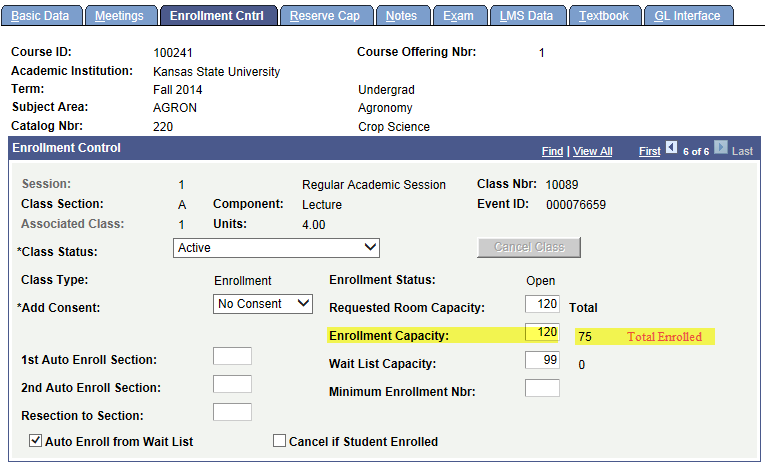 Basic Data Meetings Enrollment Cntrl Reserve Cap Notes Exam LMS Data Textbook GL Interface
Course ID: 100241 Course Offering Nbr: 1
Academic Institution: Kansas State University
Term: Fall 2014 Undergrad
Subject Area: AGRON Agronomy
Catalog Nbr: 220 Crop Science
Enrollment Control Find | View All First 6 of 6 Last
Session: 1 Regular Academic Session Class Nbr: 10089
Class Section: A Component: Lecture Event ID: 000076659
Associated Class: 1 Units: 4.00
*Class Status: Active Cancel Class
Class Type: Enrollment Enrollment Status: Open
*Add Consent: No Consent Requested Room Capacity: 120 Total
Enrollment Capacity: 120 75 Total Enrolled
1st Auto Enroll Section: Wait List Capacity: 99 0
2nd Auto Enroll Section: Minimum Enrollment Nbr:
Resection to Section:
Auto Enroll from Wait List Cancel if Student Enrolled